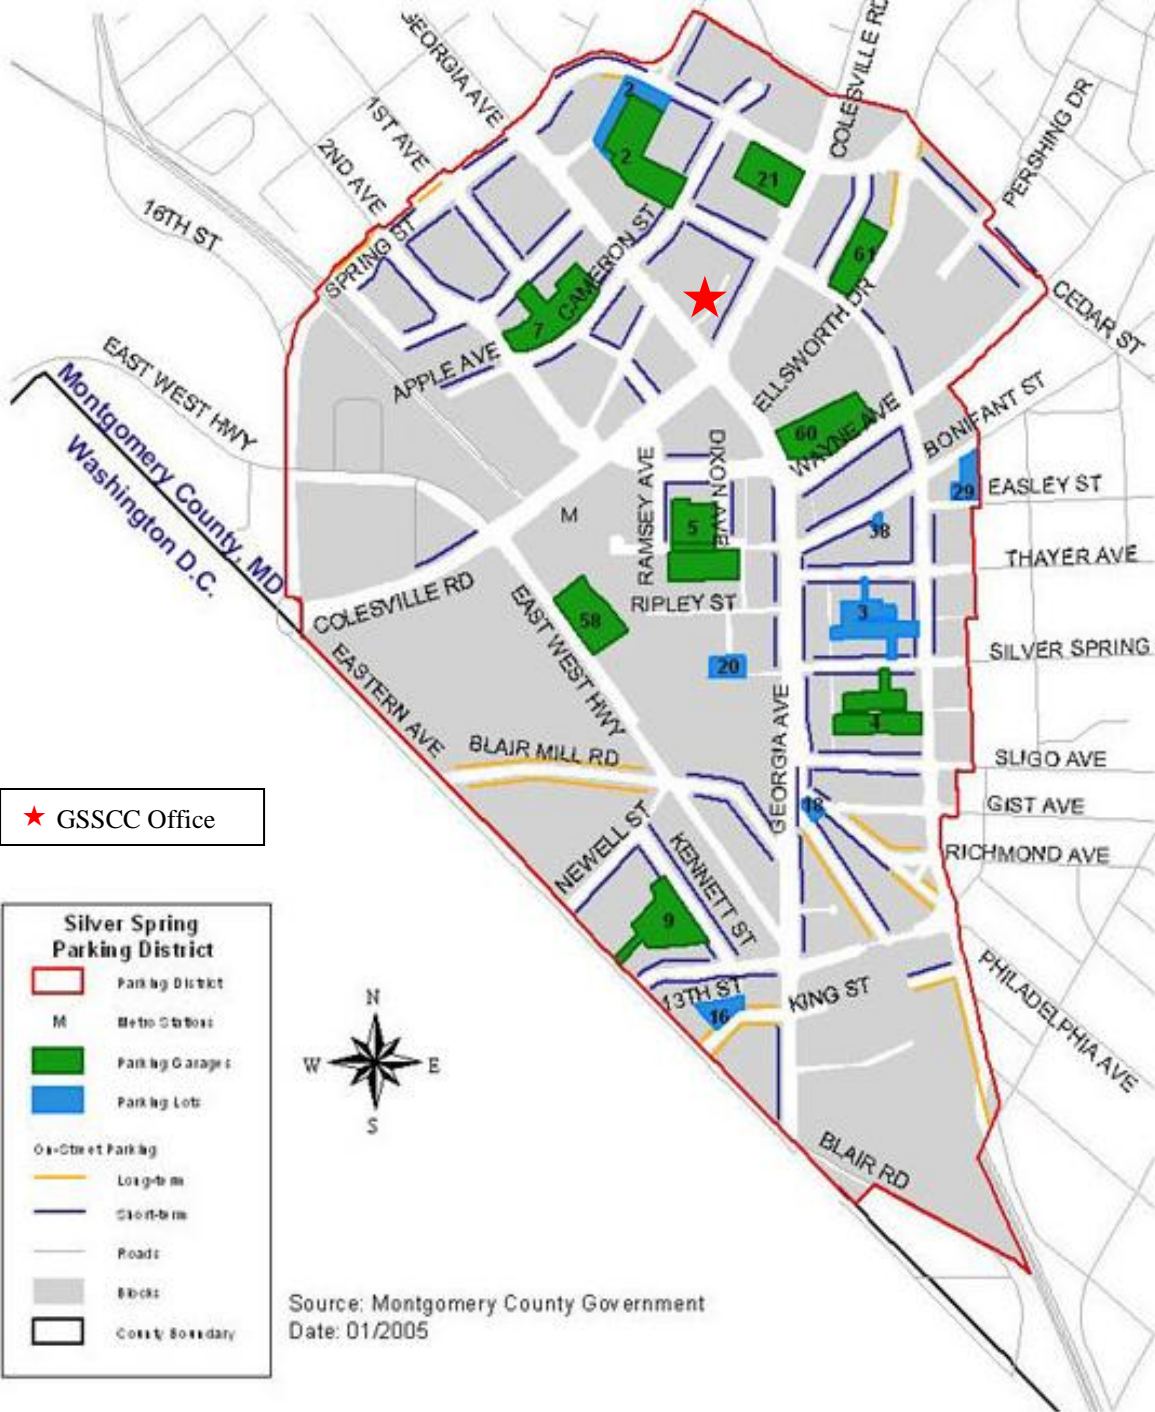 GEORGIA AVE
COLESVILLE RD
1ST AVE
2ND AVE
PERSHING DR
16TH ST
SPRING ST
CAMERON ST
2
2
21
61
7
ELLSWORTH DR
CEDAR ST
EAST WEST HWY
APPLE AVE
Montgomery County, MD
Washington D.C.
60
WAYNE AVE
BONIFANT ST
RAMSEY AVE
DIXON AVE
29
EASLEY ST
M
5
38
THAYER AVE
COLESVILLE RD
EAST WEST HWY
58
RIPLEY ST
3
SILVER SPRING
20
EASTERN AVE
GEORGIA AVE
4
BLAIR MILL RD
SLIGO AVE
18
GIST AVE
RICHMOND AVE
NEWELL ST
KENNETT ST
9
13TH ST
16
KING ST
PHILADELPHIA AVE
BLAIR RD
GSSCC Office
Silver Spring
Parking District
Parking District
M Metro Stations
Parking Garages
Parking Lots
On-Street Parking
Long-term
Short-term
Roads
Blocks
County Boundary
N
W E
S
Source: Montgomery County Government
Date: 01/2005